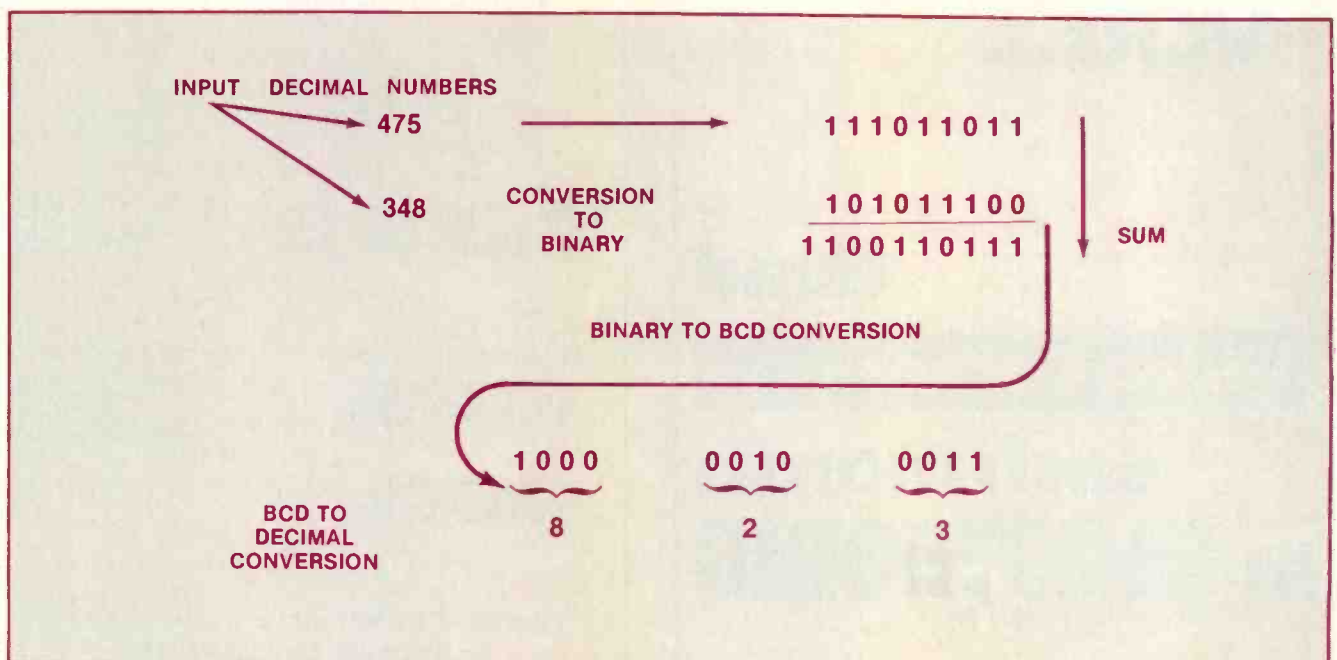 INPUT DECIMAL NUMBERS
475
111011011
348
CONVERSION
TO
BINARY
101011100
1100110111
SUM
BINARY TO BCD CONVERSION
1000 0010 0011
8 2 3
BCD TO
DECIMAL
CONVERSION